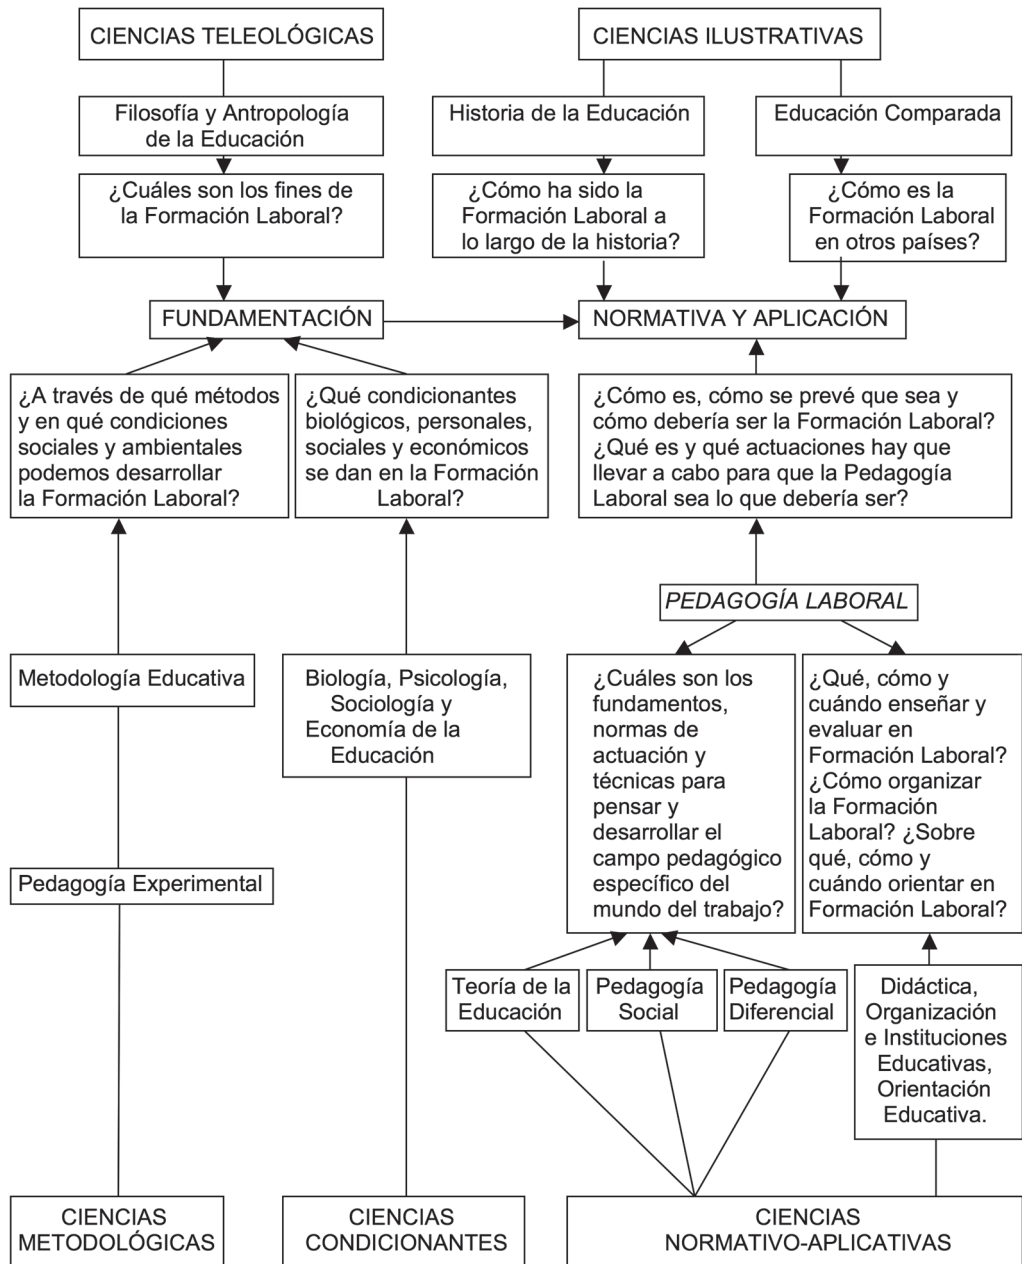 CIENCIAS TELEOLÓGICAS
CIENCIAS ILUSTRATIVAS
Filosofía y Antropología
de la Educación
Historia de la Educación
Educación Comparada
¿Cuáles son los fines de
la Formación Laboral?
¿Cómo ha sido la
Formación Laboral a
lo largo de la historia?
¿Cómo es la
Formación Laboral
en otros países?
FUNDAMENTACIÓN
NORMATIVA Y APLICACIÓN
¿A través de qué métodos
y en qué condiciones
sociales y ambientales
podemos desarrollar
la Formación Laboral?
¿Qué condicionantes
biológicos, personales,
sociales y económicos
se dan en la Formación
Laboral?
¿Cómo es, cómo se prevé que sea y
cómo debería ser la Formación Laboral?
¿Qué es y qué actuaciones hay que
llevar a cabo para que la Pedagogía
Laboral sea lo que debería ser?
PEDAGOGÍA LABORAL
Metodología Educativa
Biología, Psicología,
Sociología y
Economía de la
Educación
¿Cuáles son los
fundamentos,
normas de
actuación y
técnicas para
pensar y
desarrollar el
campo pedagógico
específico del
mundo del trabajo?
¿Qué, cómo y
cuándo enseñar y
evaluar en
Formación Laboral?
¿Cómo organizar
la Formación
Laboral? ¿Sobre
qué, cómo y
cuándo orientar en
Formación Laboral?
Pedagogía Experimental
Teoría de la
Educación
Pedagogía
Social
Pedagogía
Diferencial
Didáctica,
Organización
e Instituciones
Educativas,
Orientación
Educativa.
CIENCIAS
METODOLÓGICAS
CIENCIAS
CONDICIONANTES
CIENCIAS
NORMATIVO-APLICATIVAS